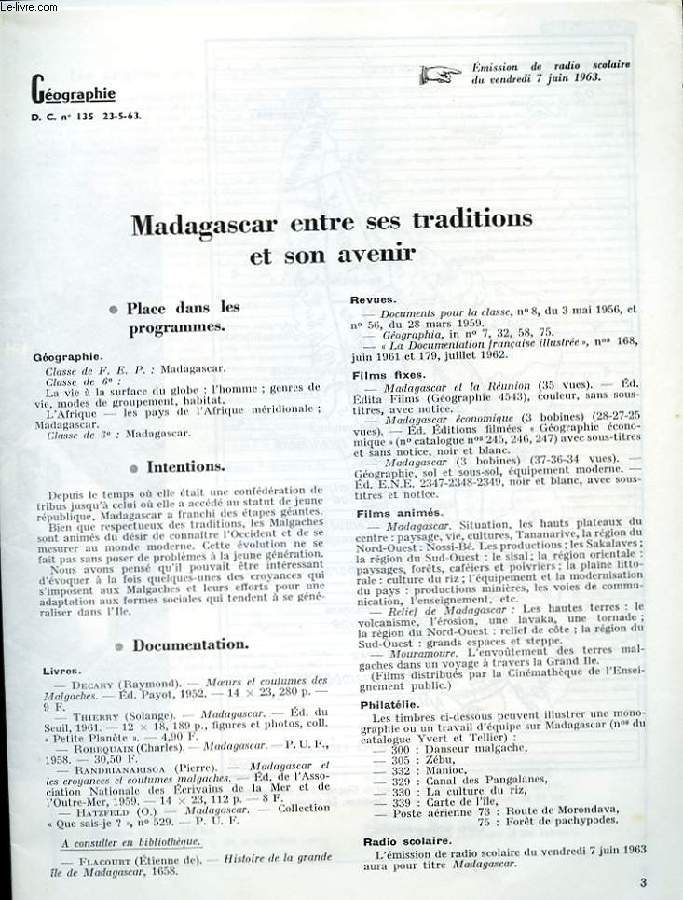 Le-livre.com
Émission de radio scolaire
du vendredi 7 juin 1963.
Géographie
D. C. n° 135 23-5-63.
Madagascar entre ses traditions
et son avenir
● Place dans les
programmes.
Géographie.
Classe de F. E. P. : Madagascar.
Classe de 6e :
La vie à la surface du globe : l'homme ; genres de
vie, modes de groupement, habitat.
L'Afrique — les pays de l'Afrique méridionale ;
Madagascar.
Classe de 2e : Madagascar.
● Intentions.
Depuis le temps où elle était une confédération de
tribus jusqu'à celui où elle a accédé au statut de jeune
république, Madagascar a franchi des étapes géantes.
Bien que respectueux des traditions, les Malgaches
sont animés du désir de connaître l'Occident et de se
mesurer au monde moderne. Cette évolution ne se
fait pas sans poser de problèmes à la jeune génération.
Nous avons pensé qu'il pouvait être intéressant
d'évoquer à la fois quelques-unes des croyances qui
s'imposent aux Malgaches et leurs efforts pour une
adaptation aux formes sociales qui tendent à se géné-
raliser dans l'Ile.
● Documentation.
Livres.
— DECARY (Raymond). — Mœurs et coutumes des
Malgaches. — Éd. Payot, 1952. — 14 × 23, 280 p. —
9 F.
— THIERRY (Solange). — Madagascar. — Éd. du
Seuil, 1961. — 12 × 18, 189 p., figures et photos, coll.
« Petite Planète ». — 4,90 F.
— ROBEQUAIN (Charles). — Madagascar. — P. U. F.,
1958. — 30,50 F.
— RANDRIANARISOA (Pierre). — Madagascar et
les croyances et coutumes malgaches. — Éd. de l'Asso-
ciation Nationale des Écrivains de la Mer et de
l'Outre-Mer, 1959. — 14 × 23, 112 p. — 8 F.
— HATZFELD (O.) — Madagascar. — Collection
« Que sais-je ? », n° 529. — P. U. F.
A consulter en bibliothèque.
— FLACOURT (Étienne de). — Histoire de la grande
île de Madagascar, 1658.
Revues.
— Documents pour la classe, n° 8, du 3 mai 1956, et
n° 56, du 28 mars 1959.
— Géographia, in n° 7, 32, 58, 75.
— « La Documentation française illustrée », nos 168,
juin 1961 et 179, juillet 1962.
Films fixes.
— Madagascar et la Réunion (35 vues). — Éd.
Édita Films (Géographie 4543), couleur, sans sous-
titres, avec notice.
— Madagascar économique (3 bobines) (28-27-25
vues). — Éd. Éditions filmées « Géographie écono-
mique » (n° catalogue nos 245, 246, 247) avec sous-titres
et sans notice, noir et blanc.
— Madagascar (3 bobines) (37-36-34 vues). —
Géographie, sol et sous-sol, équipement moderne. —
Éd. E.N.E. 2347-2348-2349, noir et blanc, avec sous-
titres et notice.
Films animés.
— Madagascar. Situation, les hauts plateaux du
centre : paysage, vie, cultures, Tananarive, la région du
Nord-Ouest : Nossi-Bé. Les productions ; les Sakalaves ;
la région du Sud-Ouest : le sisal ; la région orientale :
paysages, forêts, caféiers et poivriers ; la plaine litto-
rale : culture du riz ; l'équipement et la modernisation
du pays : productions minières, les voies de commu-
nication, l'enseignement, etc.
— Relief de Madagascar : Les hautes terres : le
volcanisme, l'érosion, une lavaka, une tornade ;
la région du Nord-Ouest : relief de côte ; la région du
Sud-Ouest : grands espaces et steppe.
— Mouramoure. L'envoûtement des terres mal-
gaches dans un voyage à travers la Grand Ile.
(Films distribués par la Cinémathèque de l'Ensei-
gnement public.)
Philatélie.
Les timbres ci-dessous peuvent illustrer une mono-
graphie ou un travail d'équipe sur Madagascar (nos du
catalogue Yvert et Tellier) :
— 300 : Danseur malgache,
— 305 : Zébu,
— 332 : Manioc,
— 329 : Canal des Pangalanes,
— 330 : La culture du riz,
— 339 : Carte de l'île,
— Poste aérienne 73 : Route de Morondava,
75 : Forêt de pachypodes.
Radio scolaire.
L'émission de radio scolaire du vendredi 7 juin 1963
aura pour titre Madagascar.
3